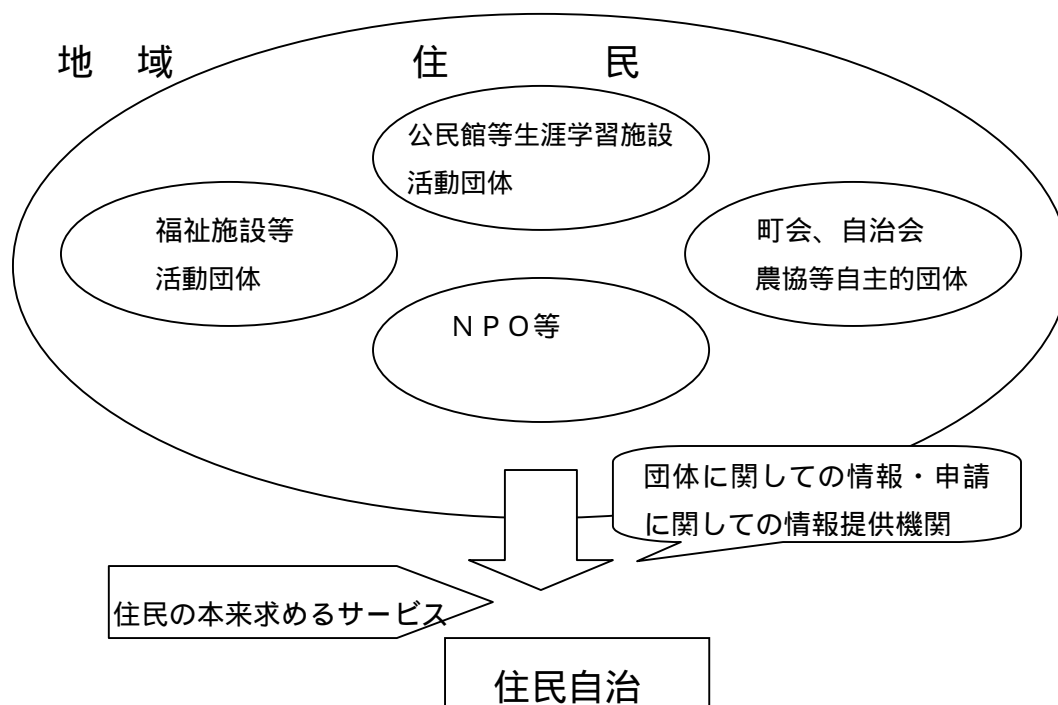 地 域 住 民
公民館等生涯学習施設
活動団体
福祉施設等
活動団体
町会、自治会
農協等自主的団体
ＮＰＯ等
団体に関しての情報・申請
に関しての情報提供機関
住民の本来求めるサービス
住民自治